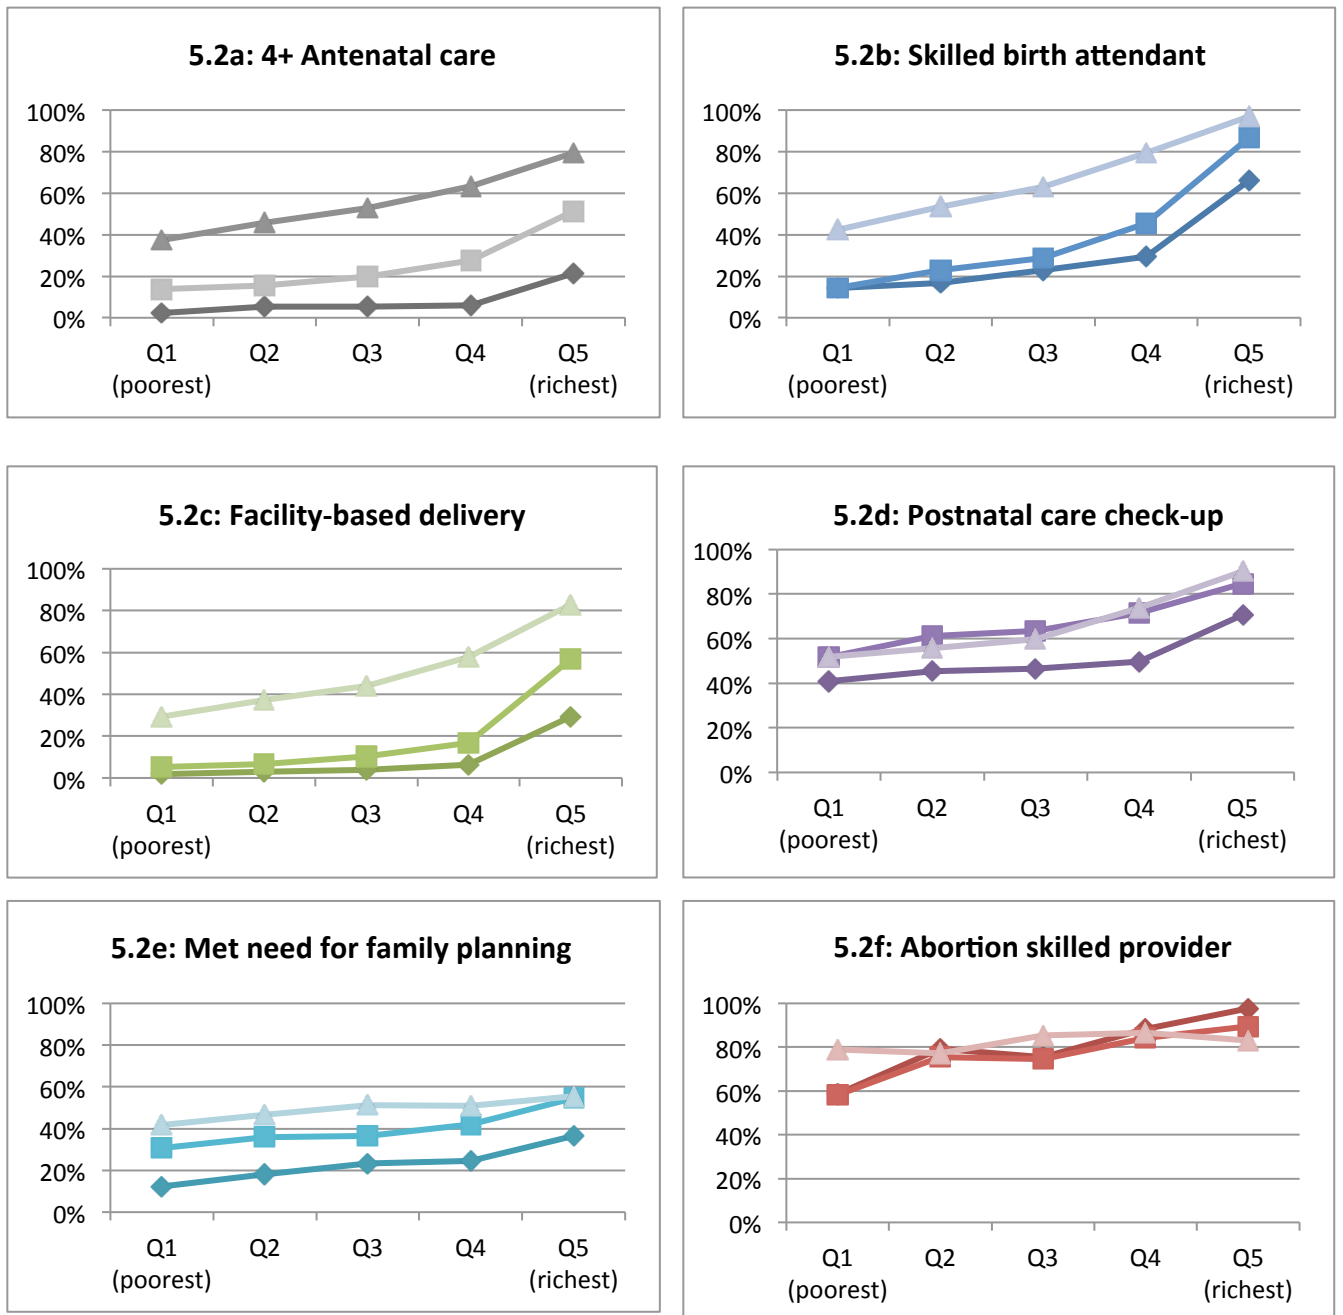 5.2a: 4+ Antenatal care
100%
80%
60%
40%
20%
0%
Q1 Q2 Q3 Q4 Q5
(poorest) (richest)
5.2b: Skilled birth attendant
100%
80%
60%
40%
20%
0%
Q1 Q2 Q3 Q4 Q5
(poorest) (richest)
5.2c: Facility-based delivery
100%
80%
60%
40%
20%
0%
Q1 Q2 Q3 Q4 Q5
(poorest) (richest)
5.2d: Postnatal care check-up
100%
80%
60%
40%
20%
0%
Q1 Q2 Q3 Q4 Q5
(poorest) (richest)
5.2e: Met need for family planning
100%
80%
60%
40%
20%
0%
Q1 Q2 Q3 Q4 Q5
(poorest) (richest)
5.2f: Abortion skilled provider
100%
80%
60%
40%
20%
0%
Q1 Q2 Q3 Q4 Q5
(poorest) (richest)